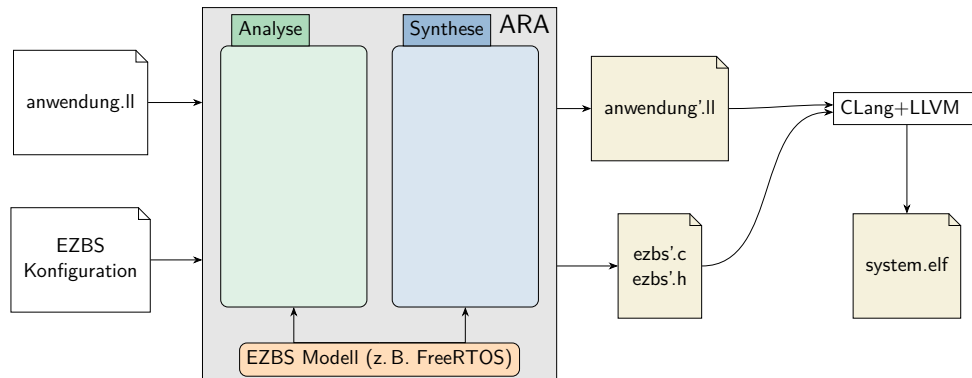 ARA
Analyse
Synthese
anwendung.ll
anwendung'.ll
CLang+LLVM
EZBS
Konfiguration
ezbs'.c
ezbs'.h
system.elf
EZBS Modell (z. B. FreeRTOS)